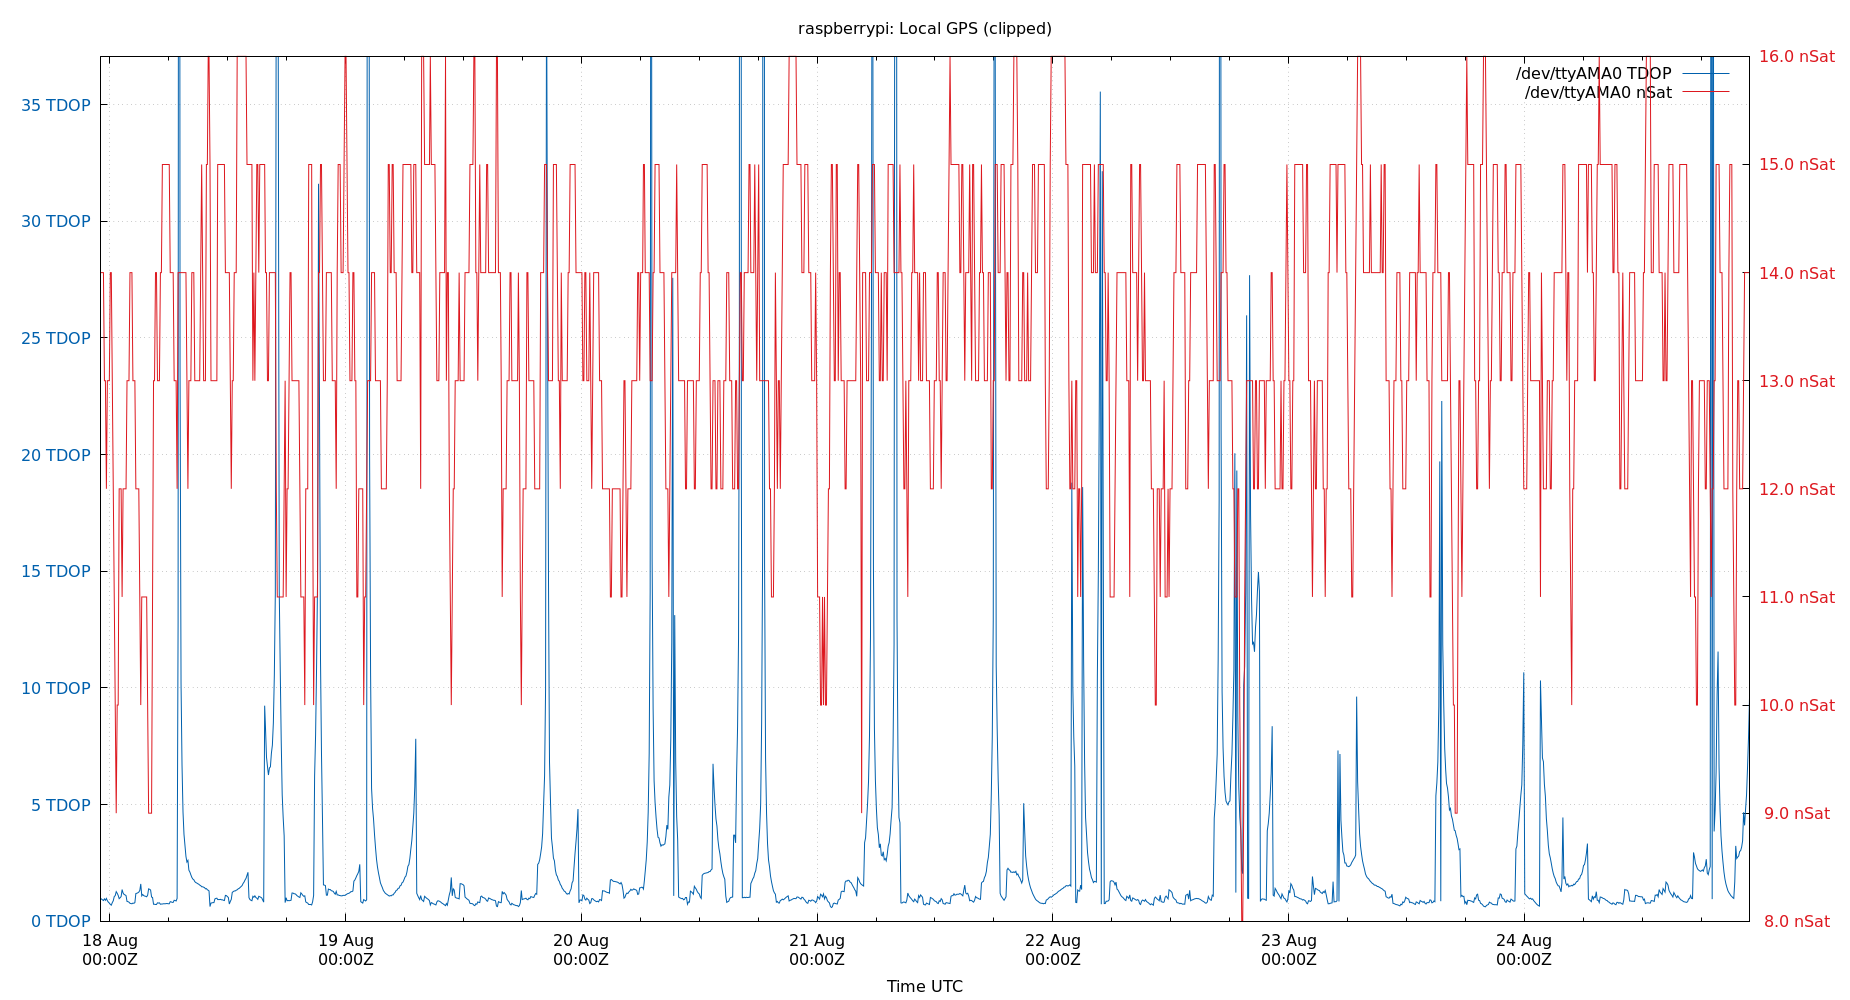 raspberrypi: Local GPS (clipped)
/dev/ttyAMA0 TDOP
/dev/ttyAMA0 nSat
35 TDOP
30 TDOP
25 TDOP
20 TDOP
15 TDOP
10 TDOP
5 TDOP
0 TDOP
16.0 nSat
15.0 nSat
14.0 nSat
13.0 nSat
12.0 nSat
11.0 nSat
10.0 nSat
9.0 nSat
8.0 nSat
18 Aug 19 Aug 20 Aug 21 Aug 22 Aug 23 Aug 24 Aug
00:00Z 00:00Z 00:00Z 00:00Z 00:00Z 00:00Z 00:00Z
Time UTC